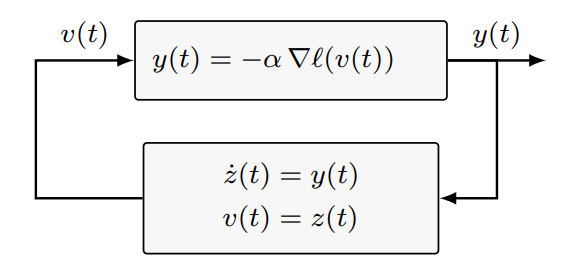 v(t)
y(t) = −α ∇ℓ(v(t))
y(t)
ż(t) = y(t)
v(t) = z(t)